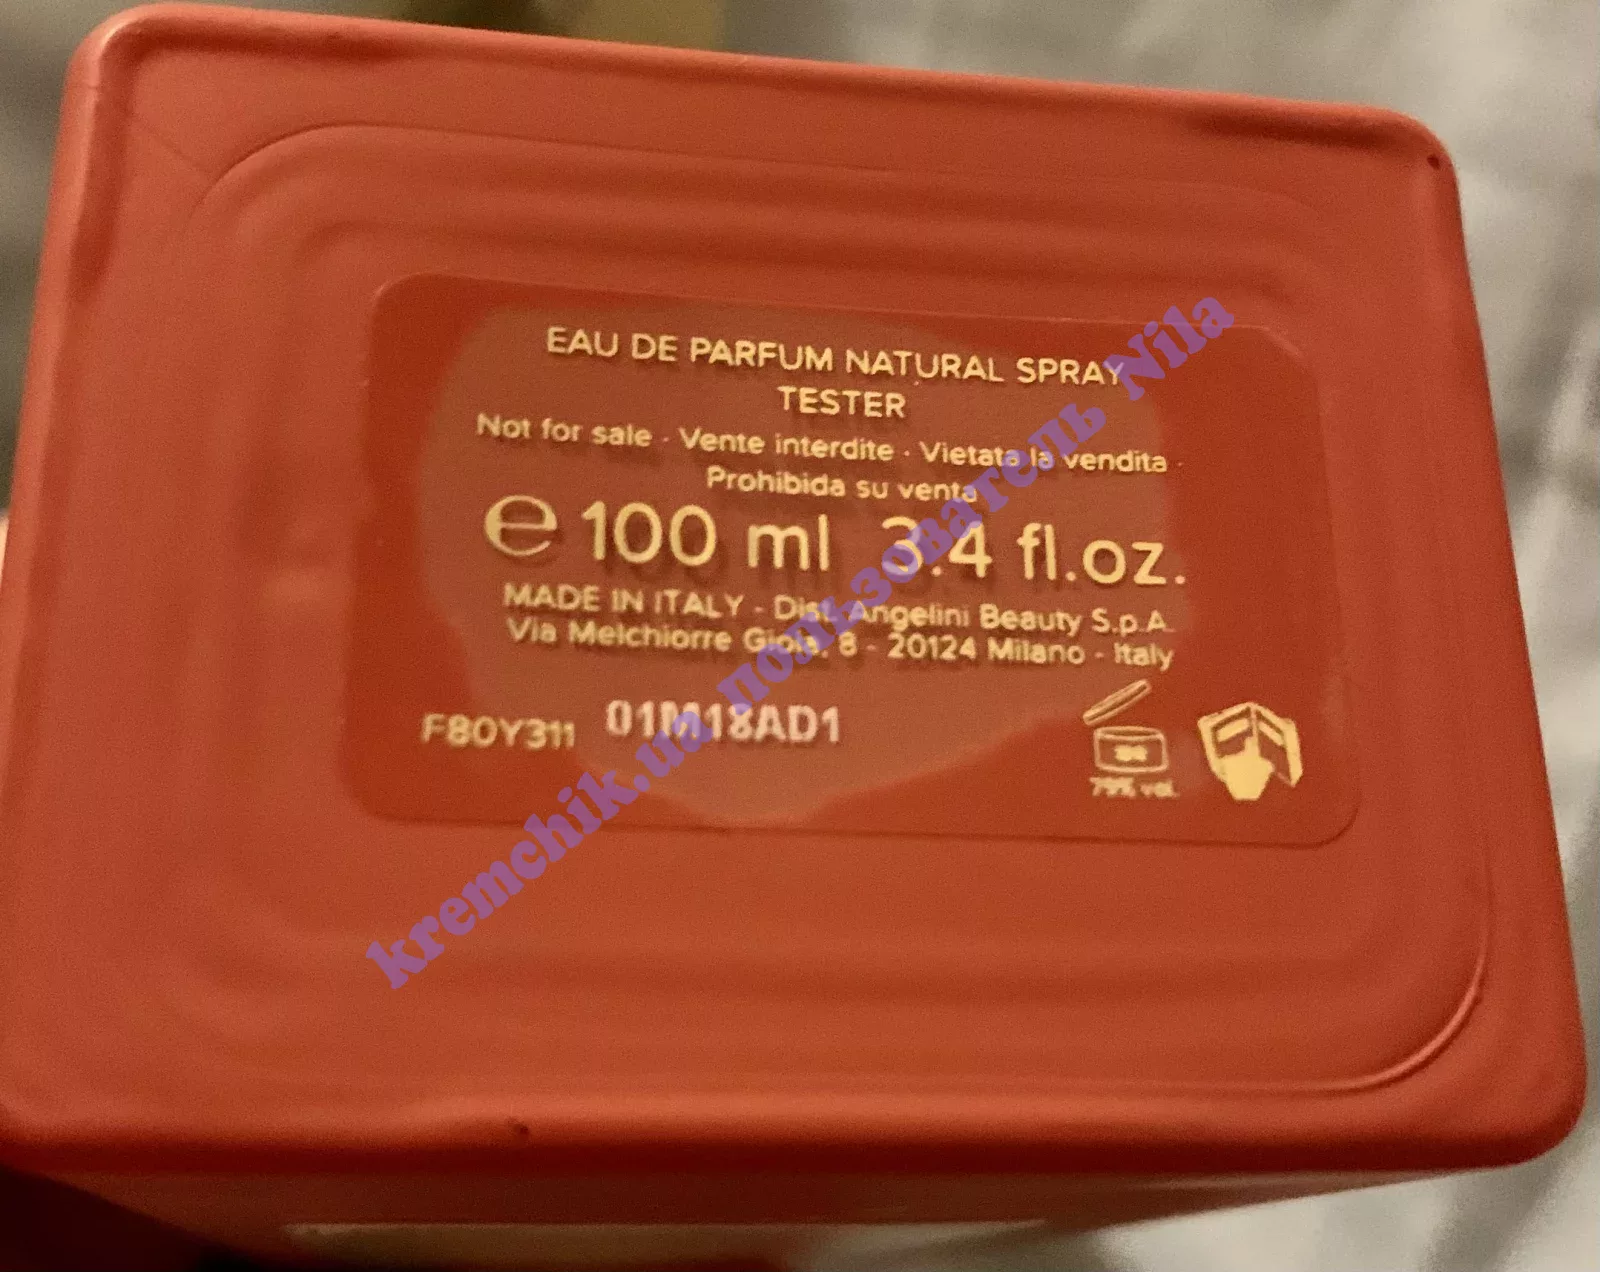 EAU DE PARFUM NATURAL SPRAY
TESTER
Not for sale · Vente interdite · Vietata la vendita ·
Prohibida su venta
e 100 ml 3.4 fl.oz.
MADE IN ITALY - Dist. Angelini Beauty S.p.A.
Via Melchiorre Gioia, 8 - 20124 Milano - Italy
F80Y311 01M18AD1
79% vol.
kremchik.ua пользователь Nila